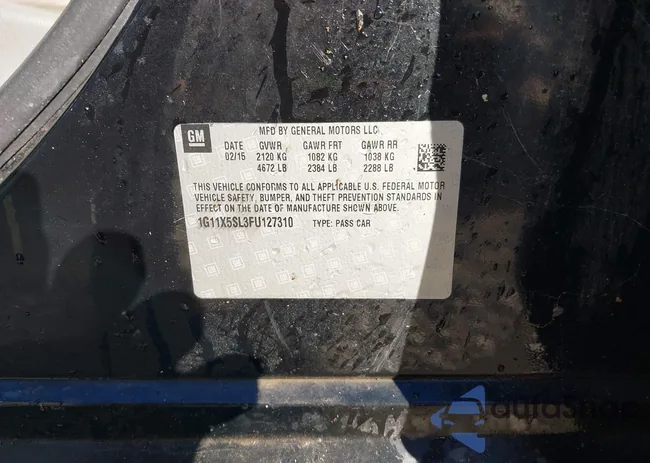 GM
MFD BY GENERAL MOTORS LLC
DATE GVWR GAWR FRT GAWR RR
02/15 2120 KG 1082 KG 1038 KG
4672 LB 2384 LB 2288 LB
THIS VEHICLE CONFORMS TO ALL APPLICABLE U.S. FEDERAL MOTOR
VEHICLE SAFETY, BUMPER, AND THEFT PREVENTION STANDARDS IN
EFFECT ON THE DATE OF MANUFACTURE SHOWN ABOVE.
1G11X5SL3FU127310 TYPE: PASS CAR